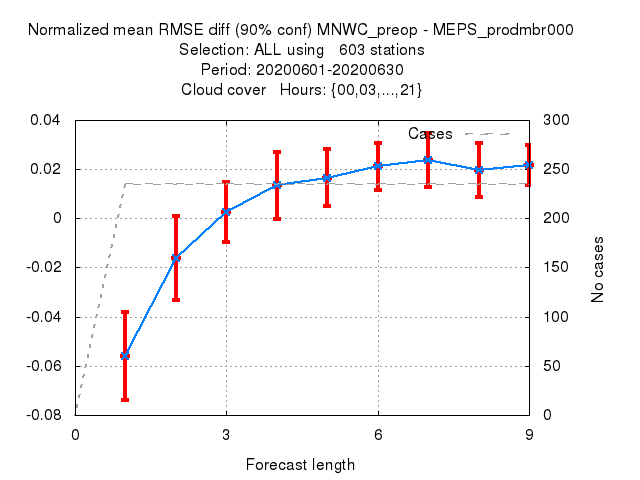 Normalized mean RMSE diff (90% conf) MNWC_preop - MEPS_prodmbr000
Selection: ALL using   603 stations
Period: 20200601-20200630
Cloud cover   Hours: {00,03,...,21}
Cases
0.04
0.02
0
-0.02
-0.04
-0.06
-0.08
300
250
200
150
100
50
0
No cases
0
3
6
9
Forecast length